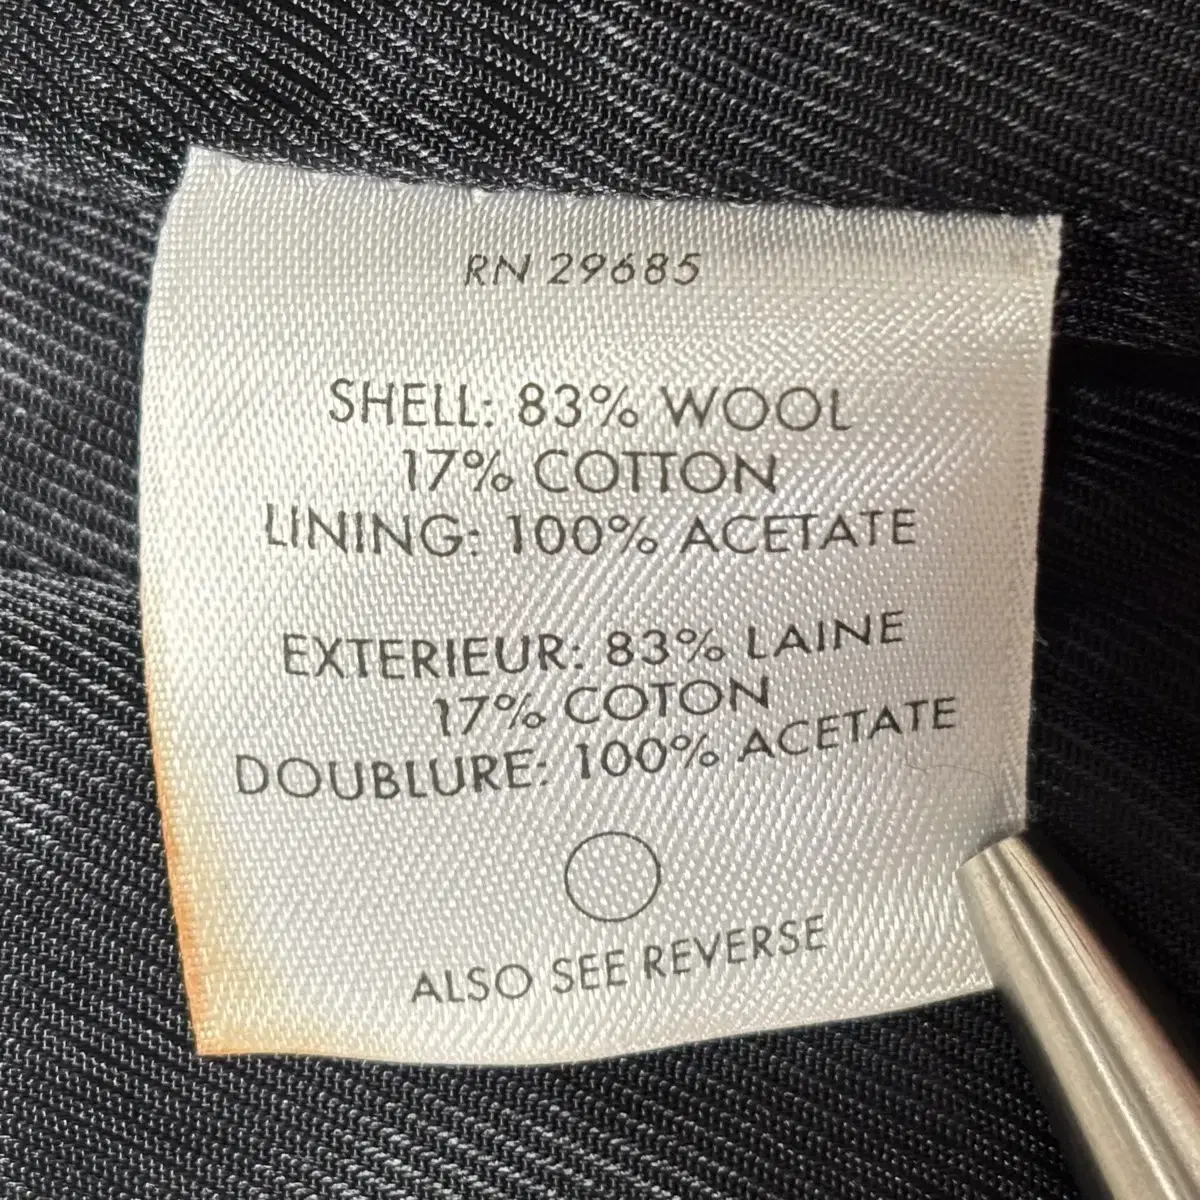 RN 29685
SHELL: 83% WOOL
17% COTTON
LINING: 100% ACETATE
EXTERIEUR: 83% LAINE
17% COTON
DOUBLURE: 100% ACETATE
ALSO SEE REVERSE